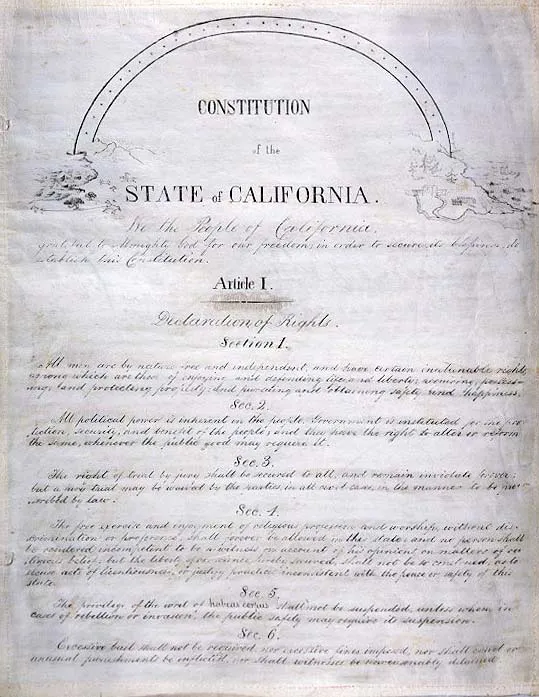 CONSTITUTION
of the
STATE of CALIFORNIA.
We the People of California,
grateful to Almighty God for our freedom, in order to secure its blessings, do
establish this Constitution.
Article I.
Declaration of Rights.
Section 1.
All men are by nature free and independent, and have certain inalienable rights,
among which are those of enjoying and defending life and liberty, acquiring, possess-
ing, and protecting property, and pursuing and obtaining safety and happiness.
Sec. 2.
All political power is inherent in the people. Government is instituted for the pro-
tection, security, and benefit of the people; and they have the right to alter or reform
the same, whenever the public good may require it.
Sec. 3.
The right of trial by jury shall be secured to all, and remain inviolate forever;
but a jury trial may be waived by the parties, in all civil cases, in the manner to be pre-
scribed by law.
Sec. 4.
The free exercise and enjoyment of religious profession and worship, without dis-
crimination or preference, shall forever be allowed in this state: and no person shall
be rendered incompetent to be a witness on account of his opinions on matters of re-
ligious belief; but the liberty of conscience, hereby secured, shall not be so construed, as to
excuse acts of licentiousness, or justify practices inconsistent with the peace or safety of this
state.
Sec. 5.
The privilege of the writ of habeas corpus shall not be suspended, unless when, in
cases of rebellion or invasion, the public safety may require its suspension.
Sec. 6.
Excessive bail shall not be required, nor excessive fines imposed, nor shall cruel or
unusual punishments be inflicted, nor shall witnesses be unreasonably detained